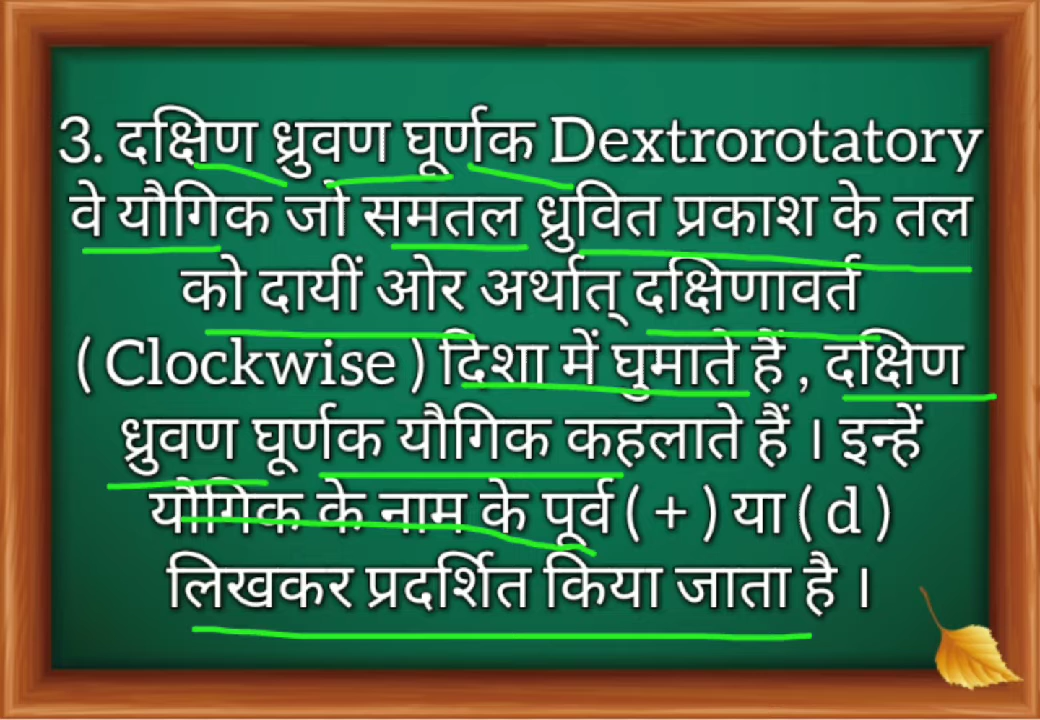 3. दक्षिण ध्रुवण घूर्णक Dextrorotatory
वे यौगिक जो समतल ध्रुवित प्रकाश के तल
को दायीं ओर अर्थात् दक्षिणावर्त
( Clockwise ) दिशा में घुमाते हैं , दक्षिण
ध्रुवण घूर्णक यौगिक कहलाते हैं । इन्हें
यौगिक के नाम के पूर्व ( + ) या ( d )
लिखकर प्रदर्शित किया जाता है ।